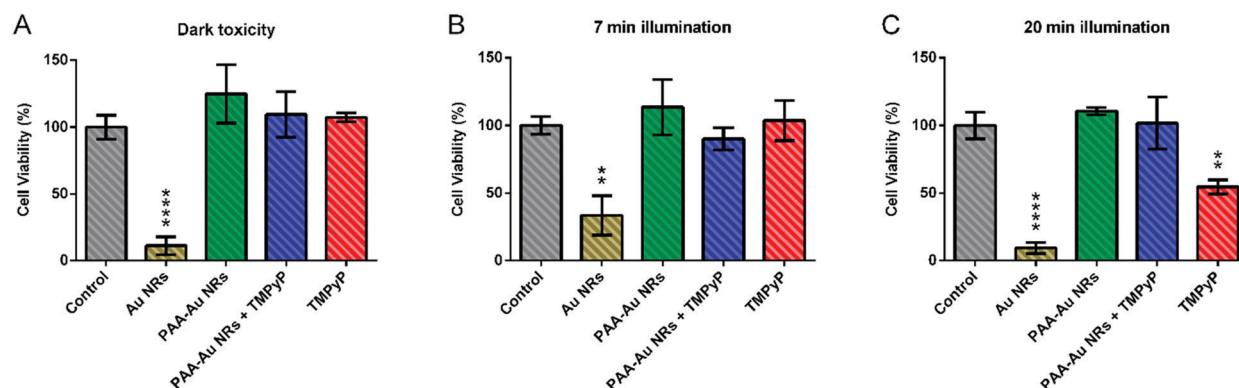 A
Dark toxicity
Cell Viability (%)
150
100
50
0
****
Control
Au NRs
PAA-Au NRs
PAA-Au NRs + TMPyP
TMPyP
B
7 min illumination
Cell Viability (%)
150
100
50
0
**
Control
Au NRs
PAA-Au NRs
PAA-Au NRs + TMPyP
TMPyP
C
20 min illumination
Cell Viability (%)
150
100
50
0
****
**
Control
Au NRs
PAA-Au NRs
PAA-Au NRs + TMPyP
TMPyP